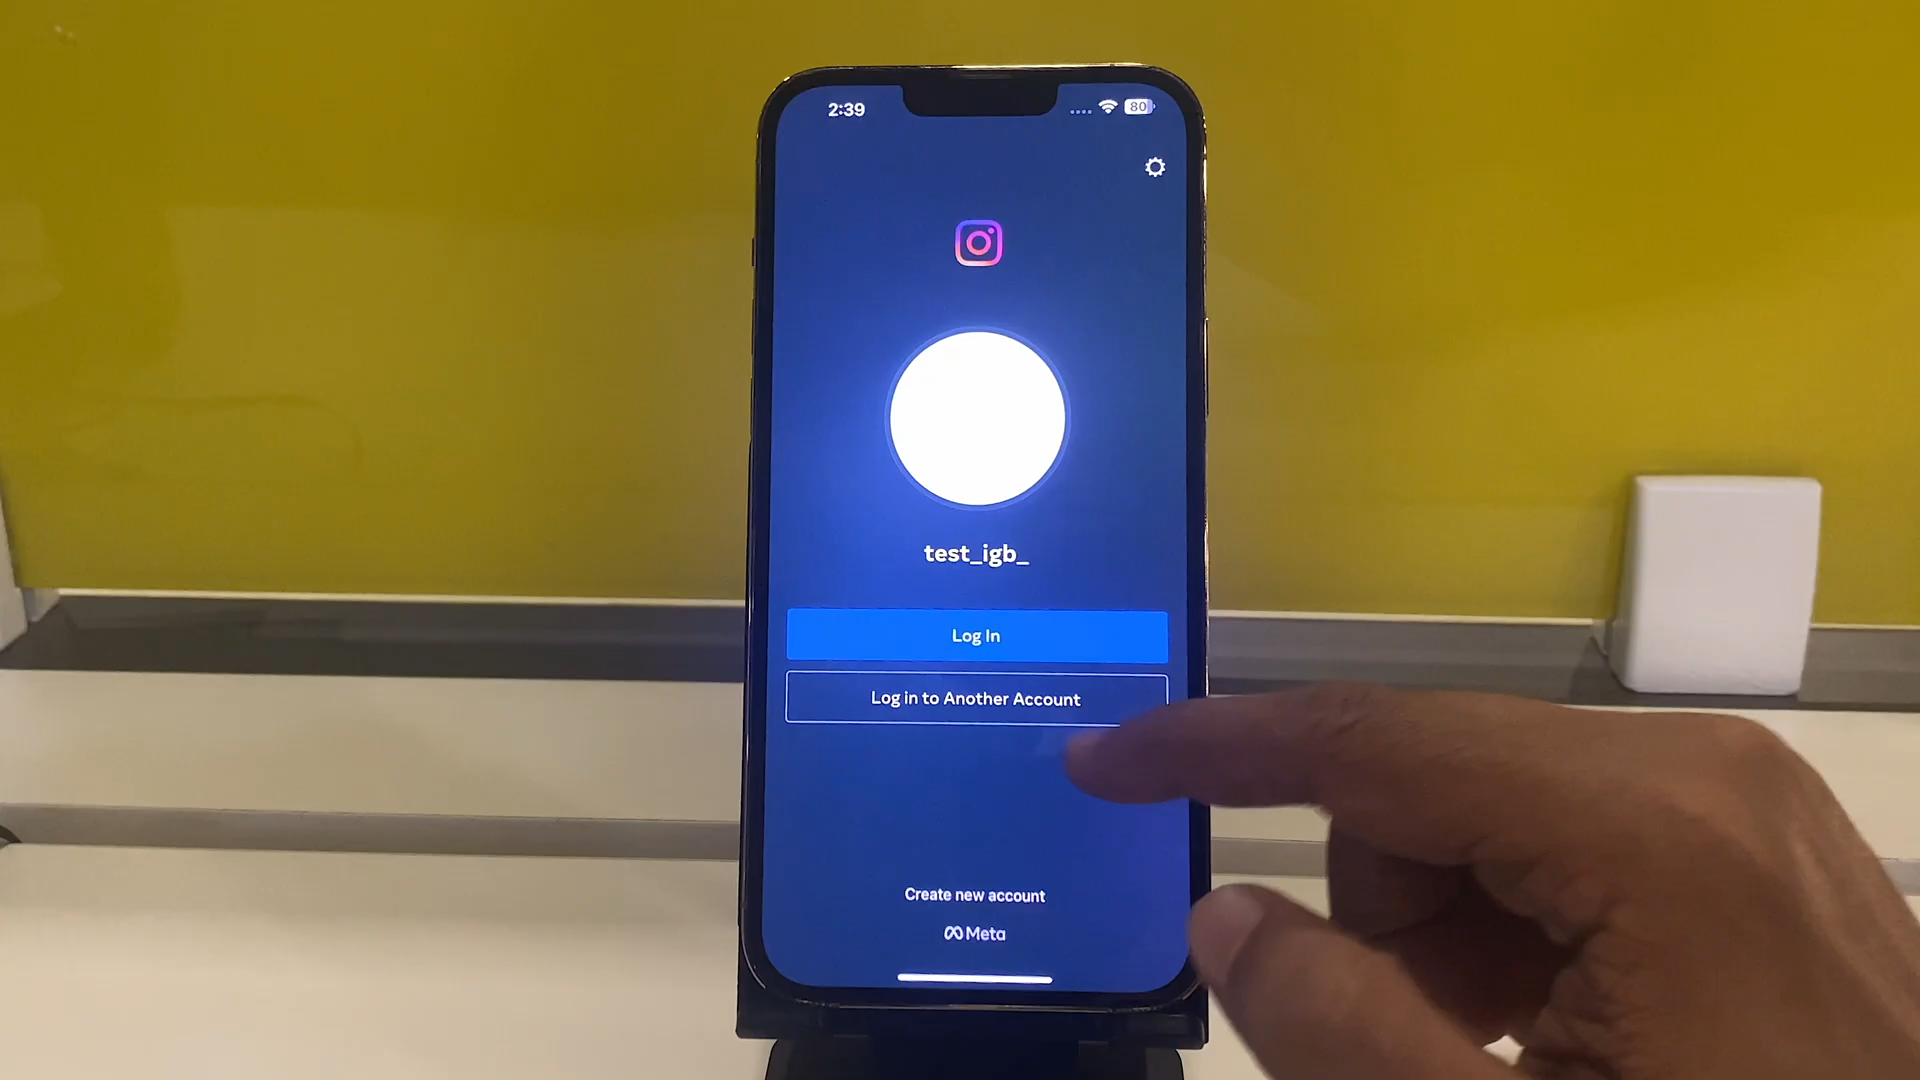 2:39
80
test_igb_
Log In
Log in to Another Account
Create new account
Meta